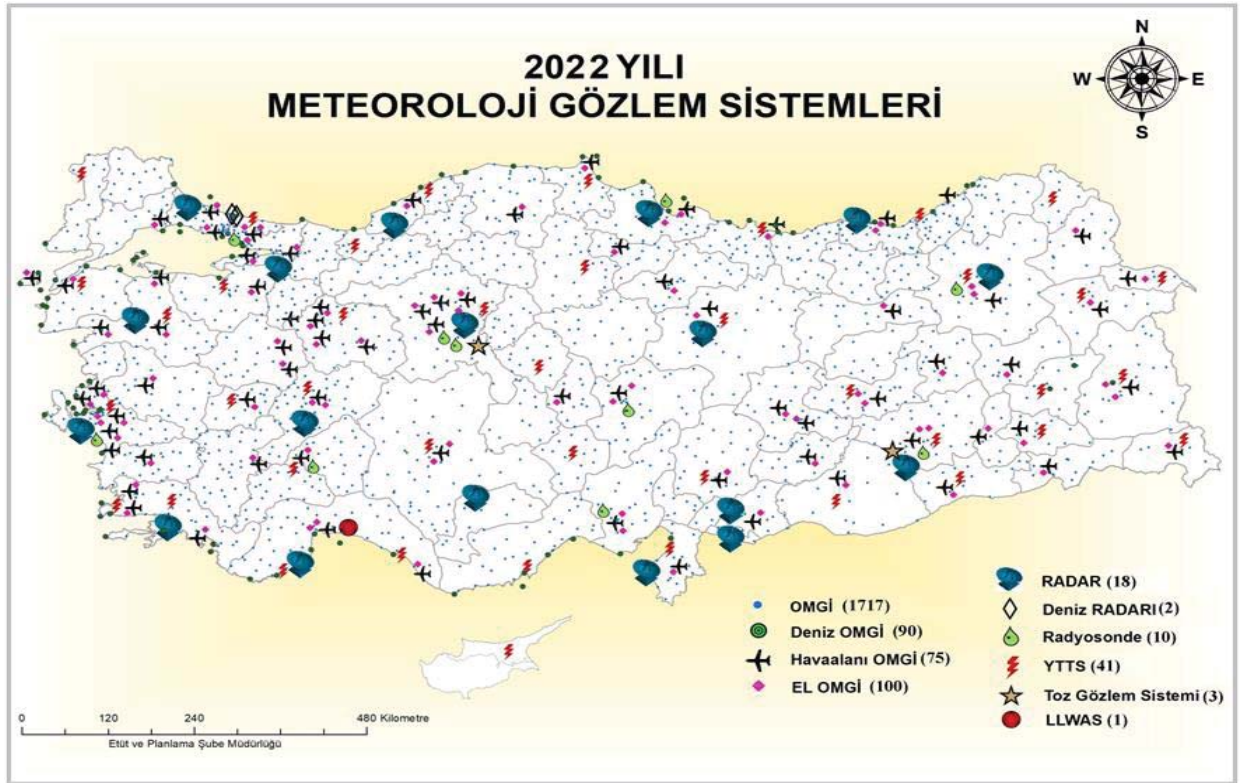 2022 YILI
METEOROLOJİ GÖZLEM SİSTEMLERİ
N
W E
S
OMGİ (1717)
Deniz OMGİ (90)
Havaalanı OMGİ (75)
EL OMGİ (100)
RADAR (18)
Deniz RADARI (2)
Radyosonde (10)
YTTS (41)
Toz Gözlem Sistemi (3)
LLWAS (1)
0 120 240 480 Kilometre
Etüt ve Planlama Şube Müdürlüğü